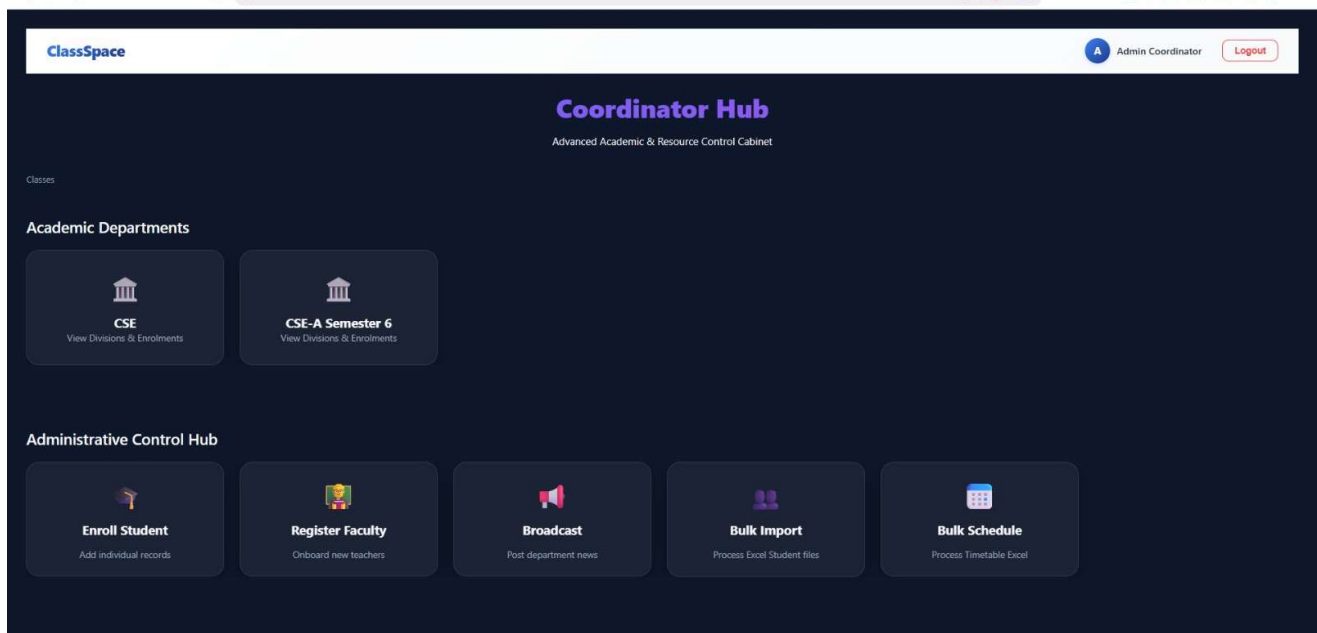 ClassSpace
A
Admin Coordinator
Logout
Coordinator Hub
Advanced Academic & Resource Control Cabinet
Classes
Academic Departments
CSE
View Divisions & Enrolments
CSE-A Semester 6
View Divisions & Enrolments
Administrative Control Hub
Enroll Student
Add individual records
Register Faculty
Onboard new teachers
Broadcast
Post department news
Bulk Import
Process Excel Student files
Bulk Schedule
Process Timetable Excel